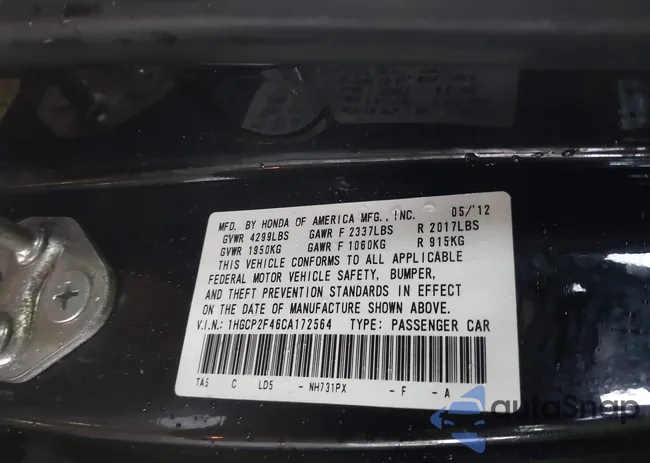 MFD. BY HONDA OF AMERICA MFG., INC. 05/'12
GVWR 4299LBS GAWR F 2337LBS R 2017LBS
GVWR 1950KG GAWR F 1060KG R 915KG
THIS VEHICLE CONFORMS TO ALL APPLICABLE
FEDERAL MOTOR VEHICLE SAFETY, BUMPER,
AND THEFT PREVENTION STANDARDS IN EFFECT
ON THE DATE OF MANUFACTURE SHOWN ABOVE.
V.I.N.: 1HGCP2F46CA172564 TYPE: PASSENGER CAR
TA5 C LD5 - NH731PX - F - A
autoSnap